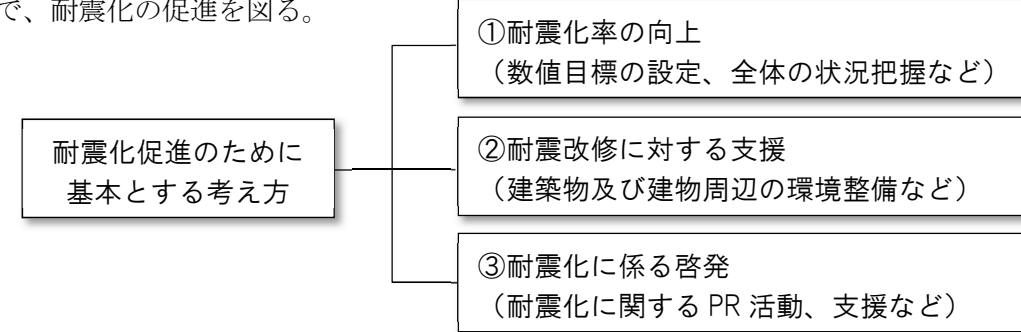 で、耐震化の促進を図る。
①耐震化率の向上
（数値目標の設定、全体の状況把握など）
耐震化促進のために
基本とする考え方
②耐震改修に対する支援
（建築物及び建物周辺の環境整備など）
③耐震化に係る啓発
（耐震化に関する PR 活動、支援など）